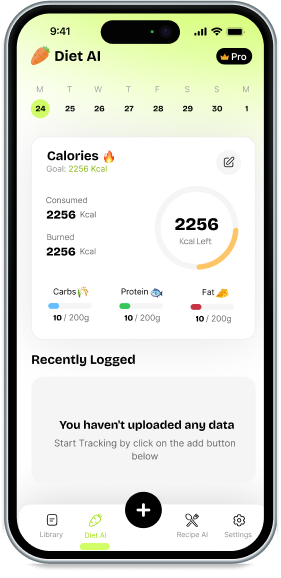 9:41
Diet AI
Pro
M T W T F S S M
24 25 26 27 28 29 30 1
Calories
Goal: 2256 Kcal
Consumed
2256 Kcal
Burned
2256 Kcal
2256
Kcal Left
Carbs Protein Fat
10 / 200g 10 / 200g 10 / 200g
Recently Logged
You haven't uploaded any data
Start Tracking by click on the add button
below
Library Diet AI Recipe AI Settings